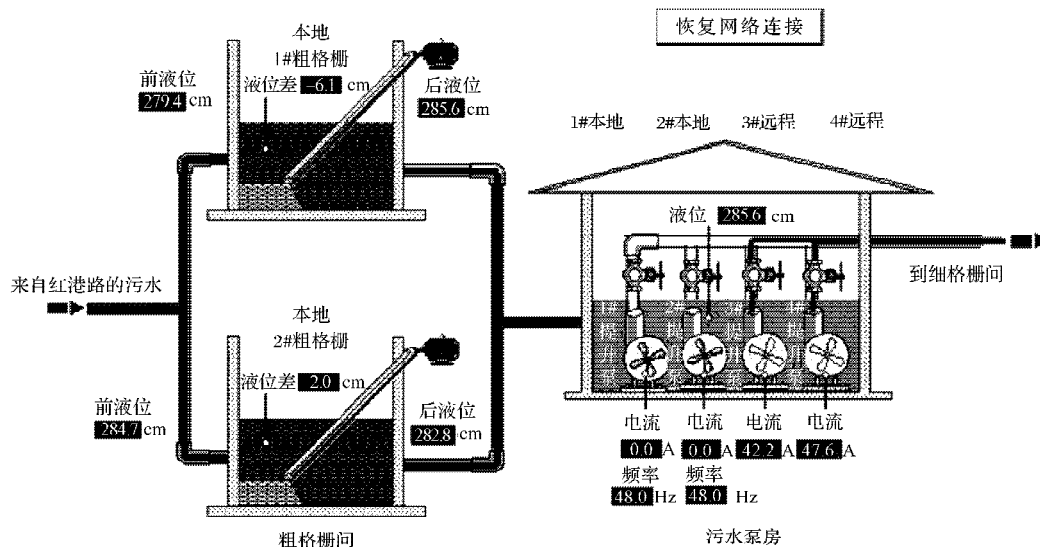 恢复网络连接
本地
1#粗格栅
前液位
279.4 cm
液位差 -6.1 cm
后液位
285.6 cm
来自红港路的污水
本地
2#粗格栅
前液位
284.7 cm
液位差 2.0 cm
后液位
282.8 cm
粗格栅问
1#本地 2#本地 3#远程 4#远程
液位 285.6 cm
到细格栅问
电流 电流 电流 电流
0.0 A 0.0 A 42.2 A 47.6 A
频率 频率
48.0 Hz 48.0 Hz
污水泵房